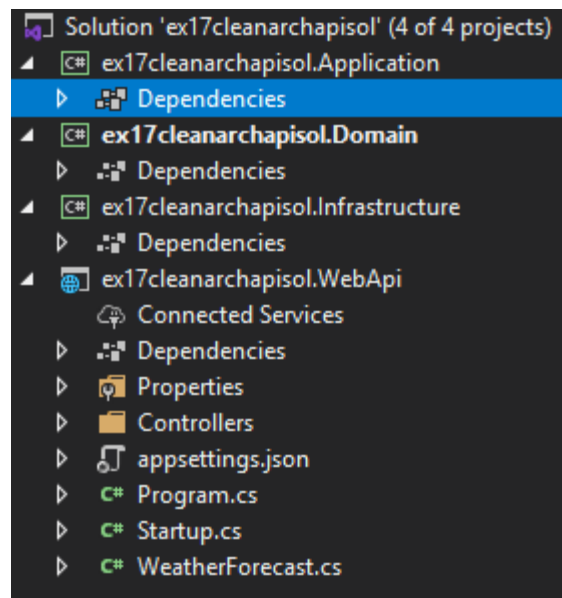 Solution 'ex17cleanarchapisol' (4 of 4 projects)
C# ex17cleanarchapisol.Application
Dependencies
C# ex17cleanarchapisol.Domain
Dependencies
C# ex17cleanarchapisol.Infrastructure
Dependencies
ex17cleanarchapisol.WebApi
Connected Services
Dependencies
Properties
Controllers
appsettings.json
C# Program.cs
C# Startup.cs
C# WeatherForecast.cs